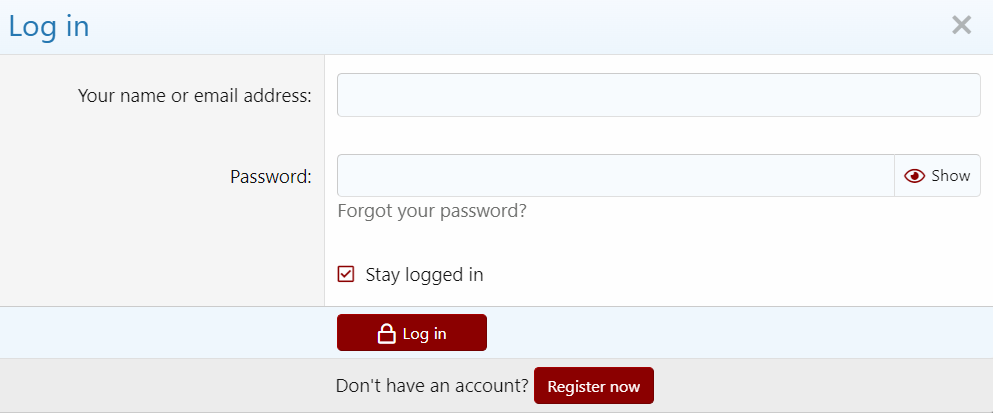 Log in
Your name or email address:
Password:
Show
Forgot your password?
Stay logged in
Log in
Don't have an account? Register now